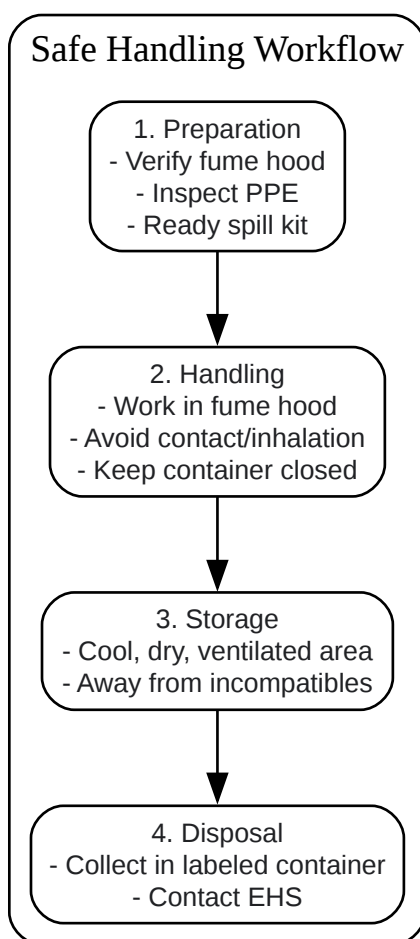 Safe Handling Workflow
1. Preparation
- Verify fume hood
- Inspect PPE
- Ready spill kit
2. Handling
- Work in fume hood
- Avoid contact/inhalation
- Keep container closed
3. Storage
- Cool, dry, ventilated area
- Away from incompatibles
4. Disposal
- Collect in labeled container
- Contact EHS